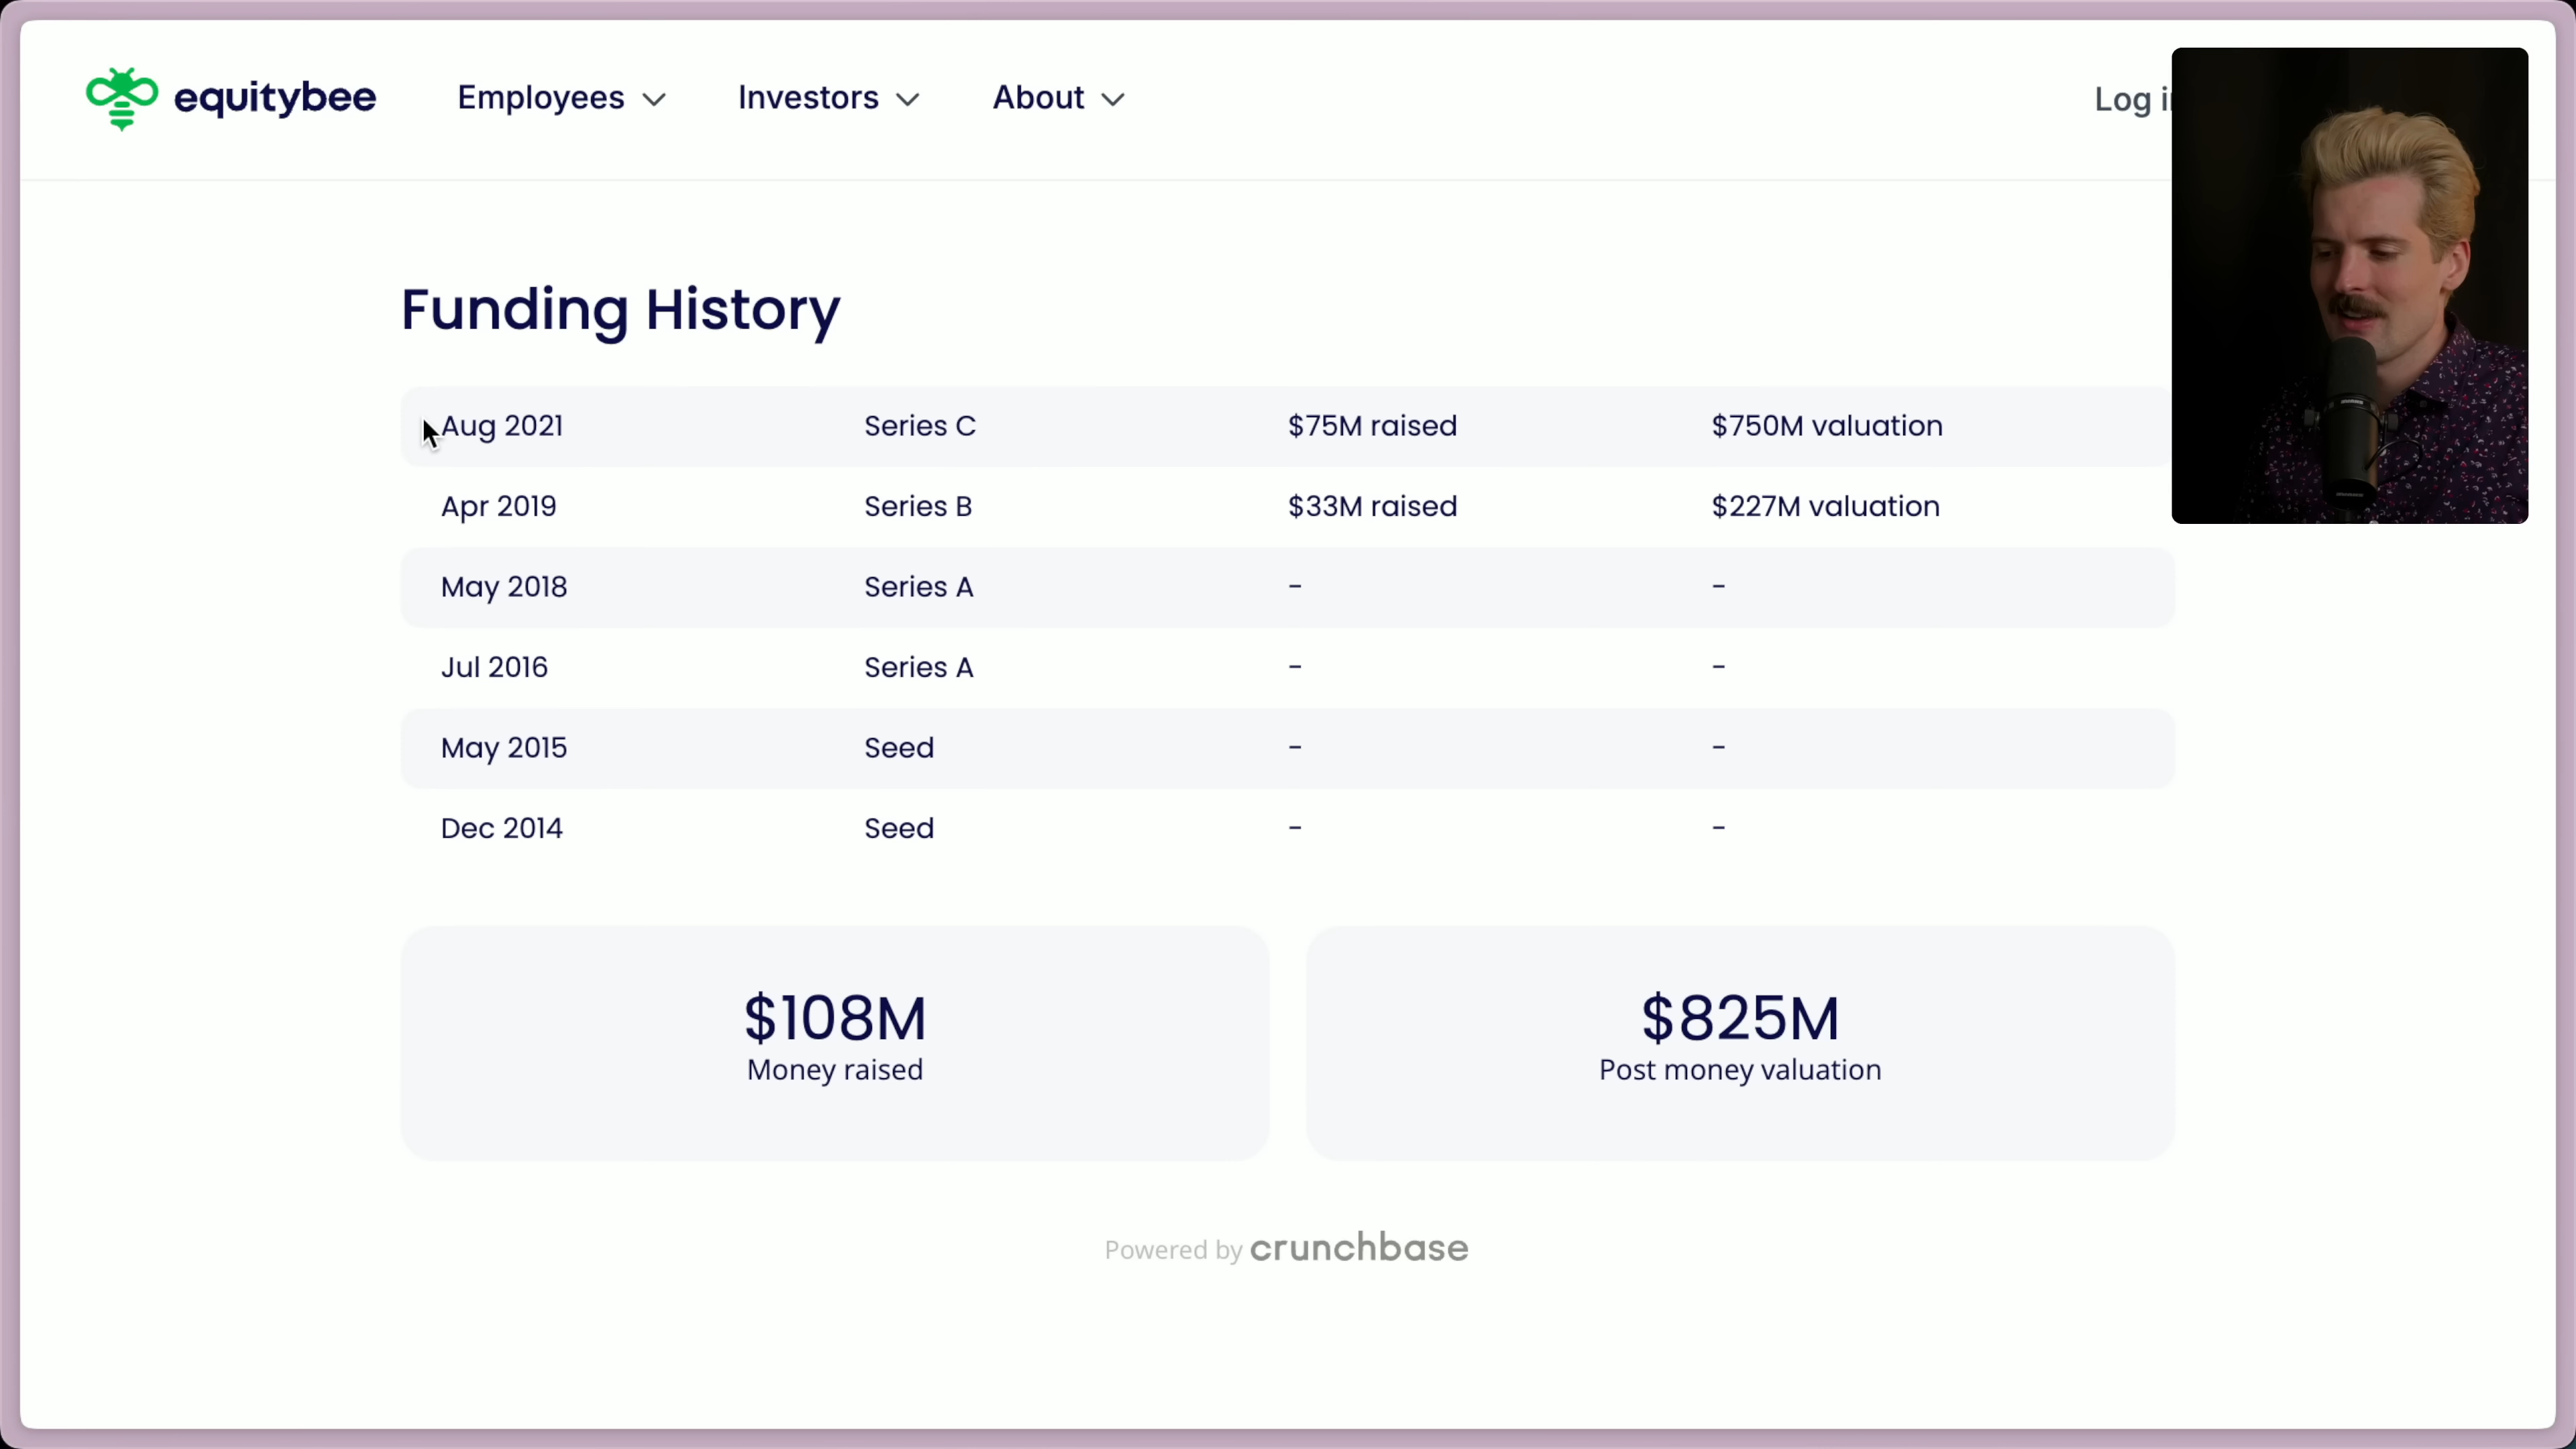 equitybee Employees Investors About Log
Funding History
Aug 2021 Series C $75M raised $750M valuation
Apr 2019 Series B $33M raised $227M valuation
May 2018 Series A - -
Jul 2016 Series A - -
May 2015 Seed - -
Dec 2014 Seed - -
$108M $825M
Money raised Post money valuation
Powered by crunchbase